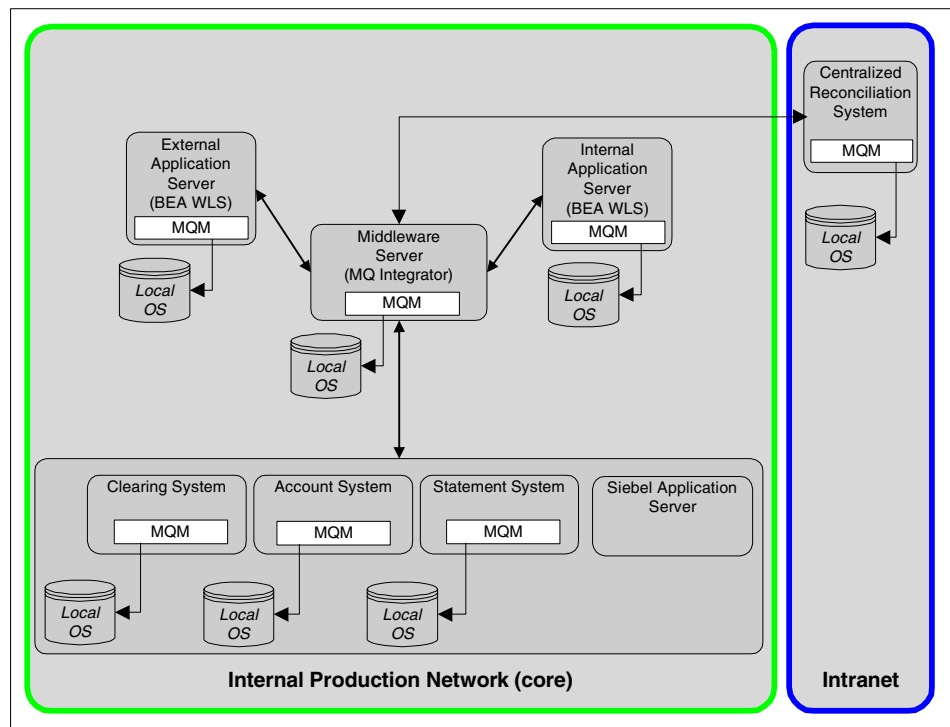 Centralized
Reconciliation
System
MQM
Local
OS
External
Application
Server
(BEA WLS)
MQM
Local
OS
Internal
Application
Server
(BEA WLS)
MQM
Local
OS
Middleware
Server
(MQ Integrator)
MQM
Local
OS
Clearing System
MQM
Local
OS
Account System
MQM
Local
OS
Statement System
MQM
Local
OS
Siebel Application
Server
Internal Production Network (core)
Intranet